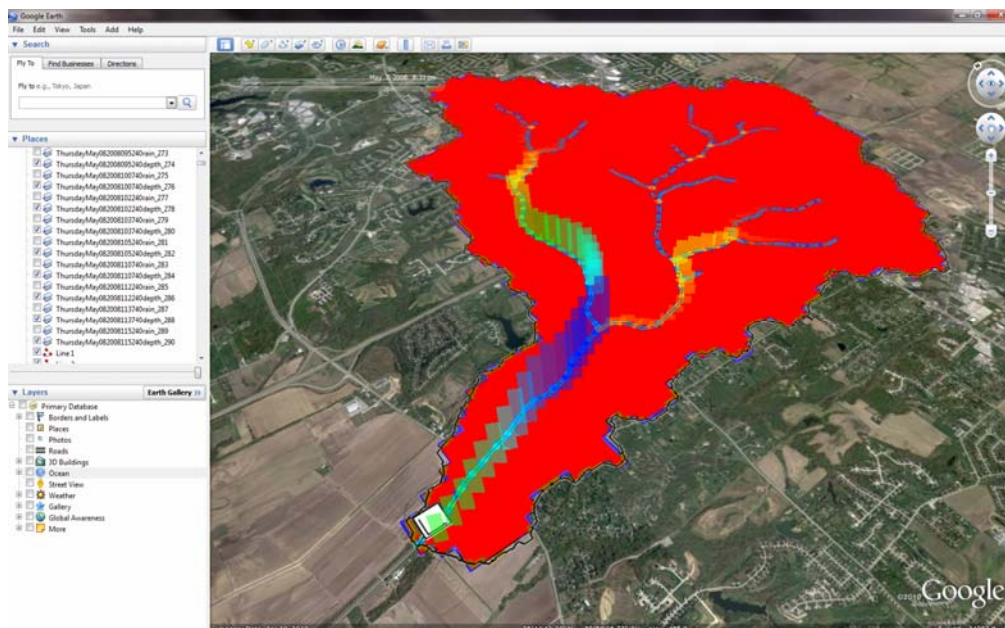 Google Earth
File Edit View Tools Add Help
Search
Fly To Find Businesses Directions
Fly to e.g., Tokyo, Japan
Places
ThursdayMay082008095240rain_273
ThursdayMay082008095240depth_274
ThursdayMay082008100740rain_275
ThursdayMay082008100740depth_276
ThursdayMay082008102240rain_277
ThursdayMay082008102240depth_278
ThursdayMay082008103740rain_279
ThursdayMay082008103740depth_280
ThursdayMay082008105240rain_281
ThursdayMay082008105240depth_282
ThursdayMay082008110740rain_283
ThursdayMay082008110740depth_284
ThursdayMay082008112240rain_285
ThursdayMay082008112240depth_286
ThursdayMay082008113740rain_287
ThursdayMay082008113740depth_288
ThursdayMay082008115240rain_289
ThursdayMay082008115240depth_290
Line 1
Layers Earth Gallery
Primary Database
Borders and Labels
Places
Photos
Roads
3D Buildings
Ocean
Street View
Weather
Gallery
Global Awareness
More
©2010 Google